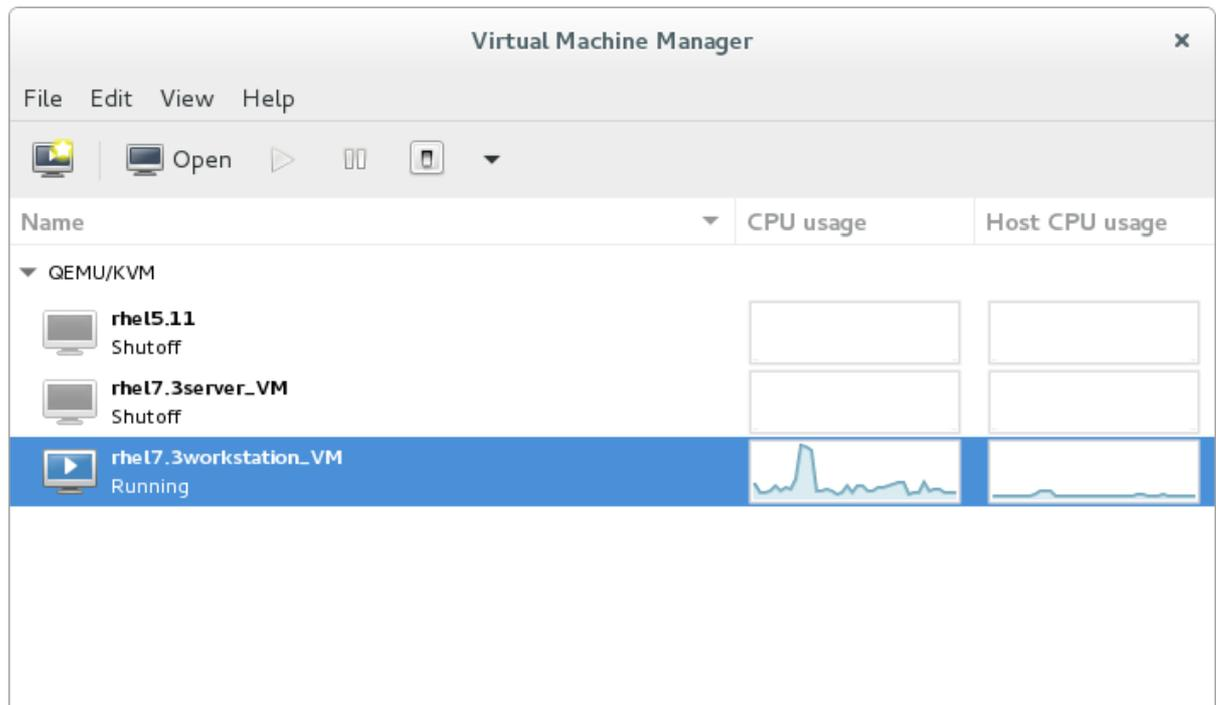 Virtual Machine Manager
File Edit View Help
Open
Name CPU usage Host CPU usage
QEMU/KVM
rhel5.11
Shutoff
rhel7.3server_VM
Shutoff
rhel7.3workstation_VM
Running